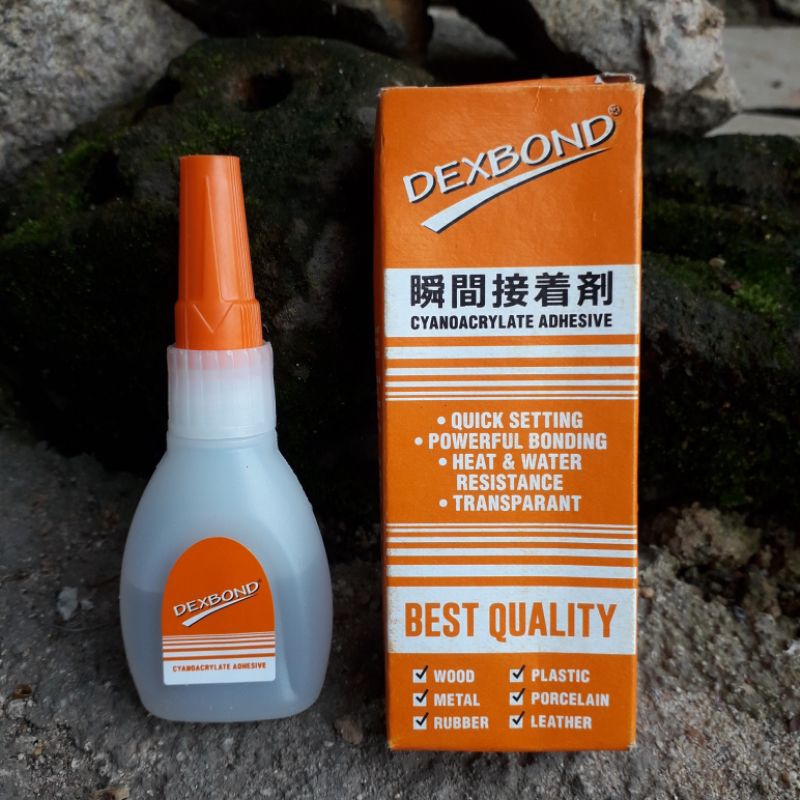 DEXBOND®
瞬間接着剤
CYANOACRYLATE ADHESIVE
• QUICK SETTING
• POWERFUL BONDING
• HEAT & WATER
RESISTANCE
• TRANSPARANT
BEST QUALITY
✓ WOOD ✓ PLASTIC
✓ METAL ✓ PORCELAIN
✓ RUBBER ✓ LEATHER
DEXBOND®
CYANOACRYLATE ADHESIVE